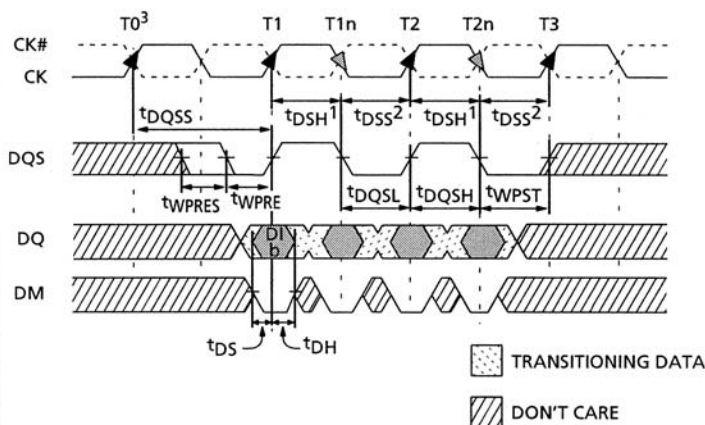 T0³ T1 T1n T2 T2n T3
CK#
CK
tDQSS tDSH¹ tDSS² tDSH¹ tDSS²
DQS
tWPRES tWPRE tDQSL tDQSH tWPST
DQ
DI
b
DM
tDS tDH
TRANSITIONING DATA
DON'T CARE